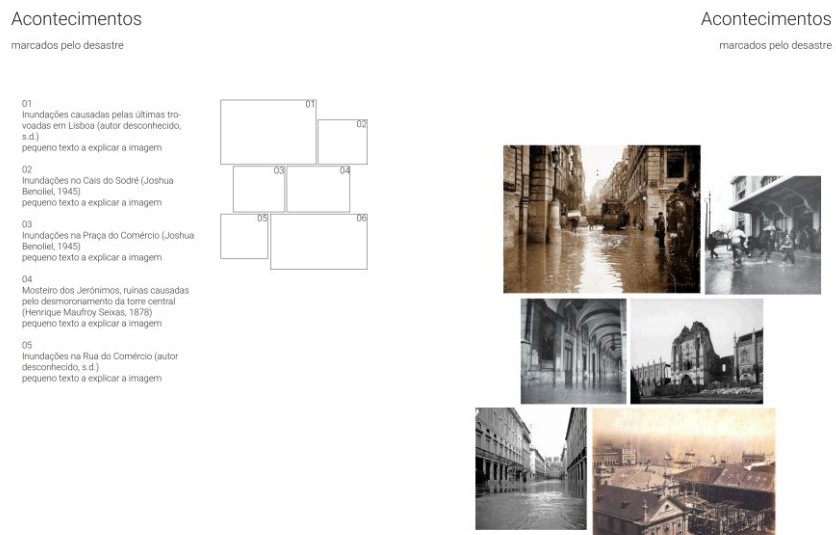 Acontecimentos
marcados pelo desastre
01
Inundações causadas pelas últimas tro-
voadas em Lisboa (autor desconhecido,
s.d.)
pequeno texto a explicar a imagem
02
Inundações no Cais do Sodré (Joshua
Benoliel, 1945)
pequeno texto a explicar a imagem
03
Inundações na Praça do Comércio (Joshua
Benoliel, 1945)
pequeno texto a explicar a imagem
04
Mosteiro dos Jerónimos, ruínas causadas
pelo desmoronamento da torre central
(Henrique Maufroy Seixas, 1878)
pequeno texto a explicar a imagem
05
Inundações na Rua do Comércio (autor
desconhecido, s.d.)
pequeno texto a explicar a imagem
01
02
03
04
05
06
Acontecimentos
marcados pelo desastre